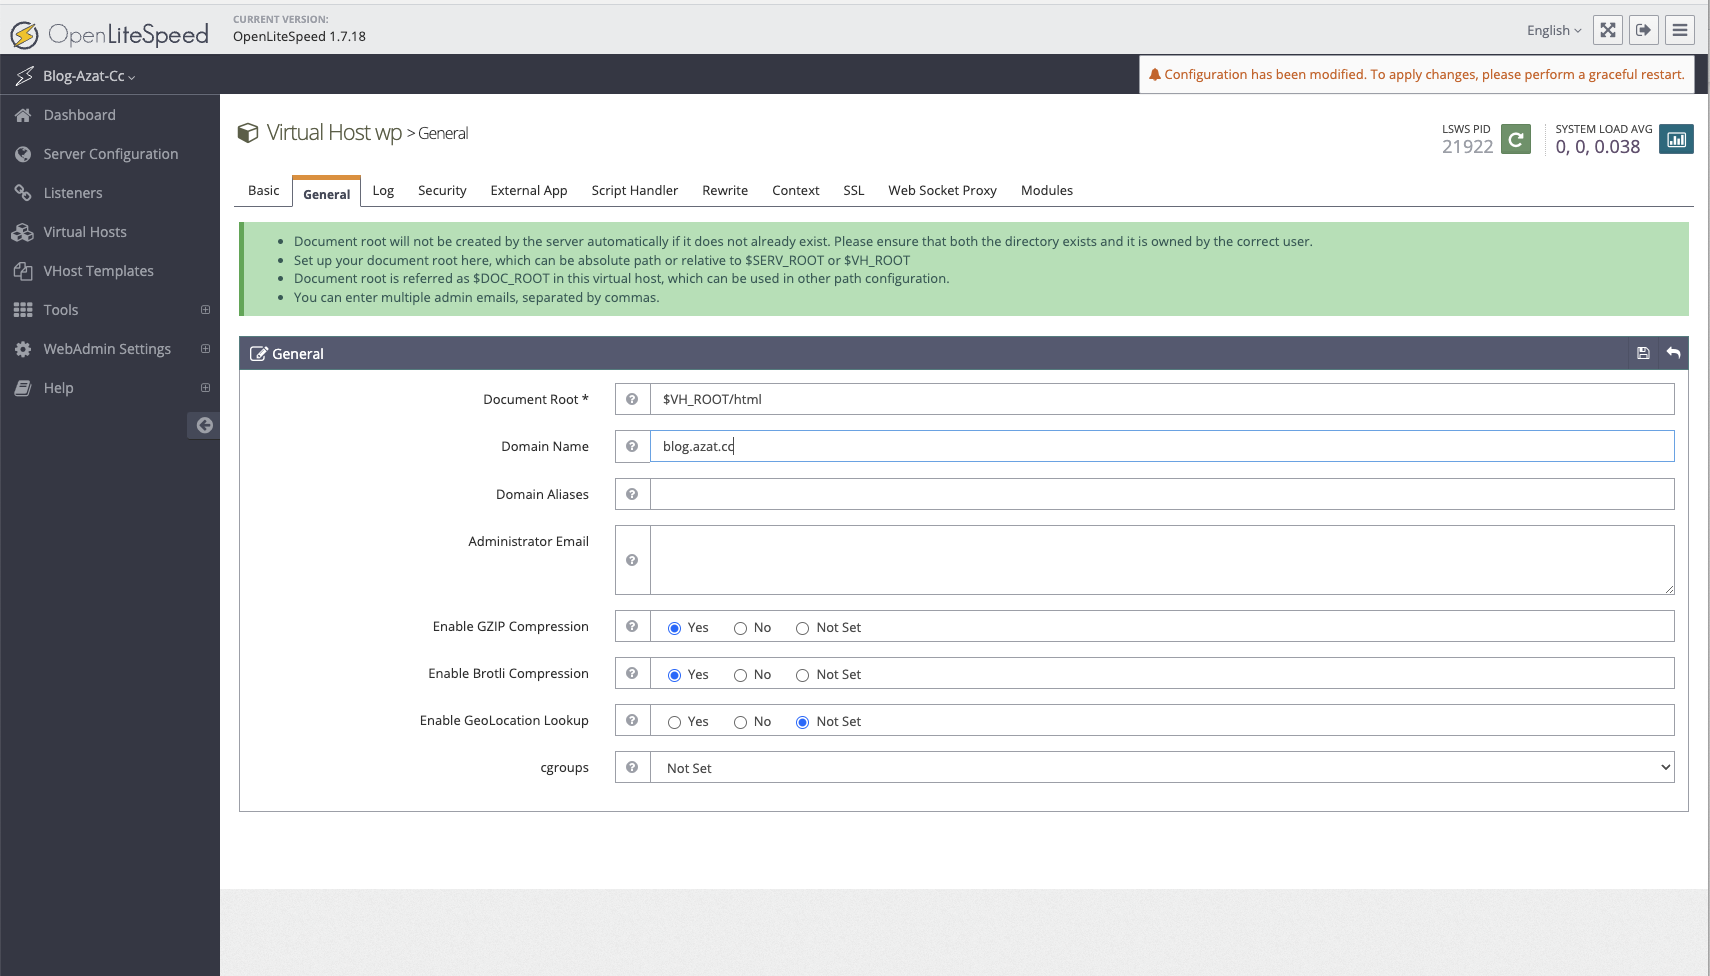 OpenLiteSpeed
CURRENT VERSION:
OpenLiteSpeed 1.7.18
English
Blog-Azat-Cc
Configuration has been modified. To apply changes, please perform a graceful restart.
Dashboard
Server Configuration
Listeners
Virtual Hosts
VHost Templates
Tools
WebAdmin Settings
Help
Virtual Host wp > General
LSWS PID
21922
SYSTEM LOAD AVG
0, 0, 0.038
Basic General Log Security External App Script Handler Rewrite Context SSL Web Socket Proxy Modules
• Document root will not be created by the server automatically if it does not already exist. Please ensure that both the directory exists and it is owned by the correct user.
• Set up your document root here, which can be absolute path or relative to $SERV_ROOT or $VH_ROOT
• Document root is referred as $DOC_ROOT in this virtual host, which can be used in other path configuration.
• You can enter multiple admin emails, separated by commas.
General
Document Root * $VH_ROOT/html
Domain Name blog.azat.cc
Domain Aliases
Administrator Email
Enable GZIP Compression Yes No Not Set
Enable Brotli Compression Yes No Not Set
Enable GeoLocation Lookup Yes No Not Set
cgroups Not Set